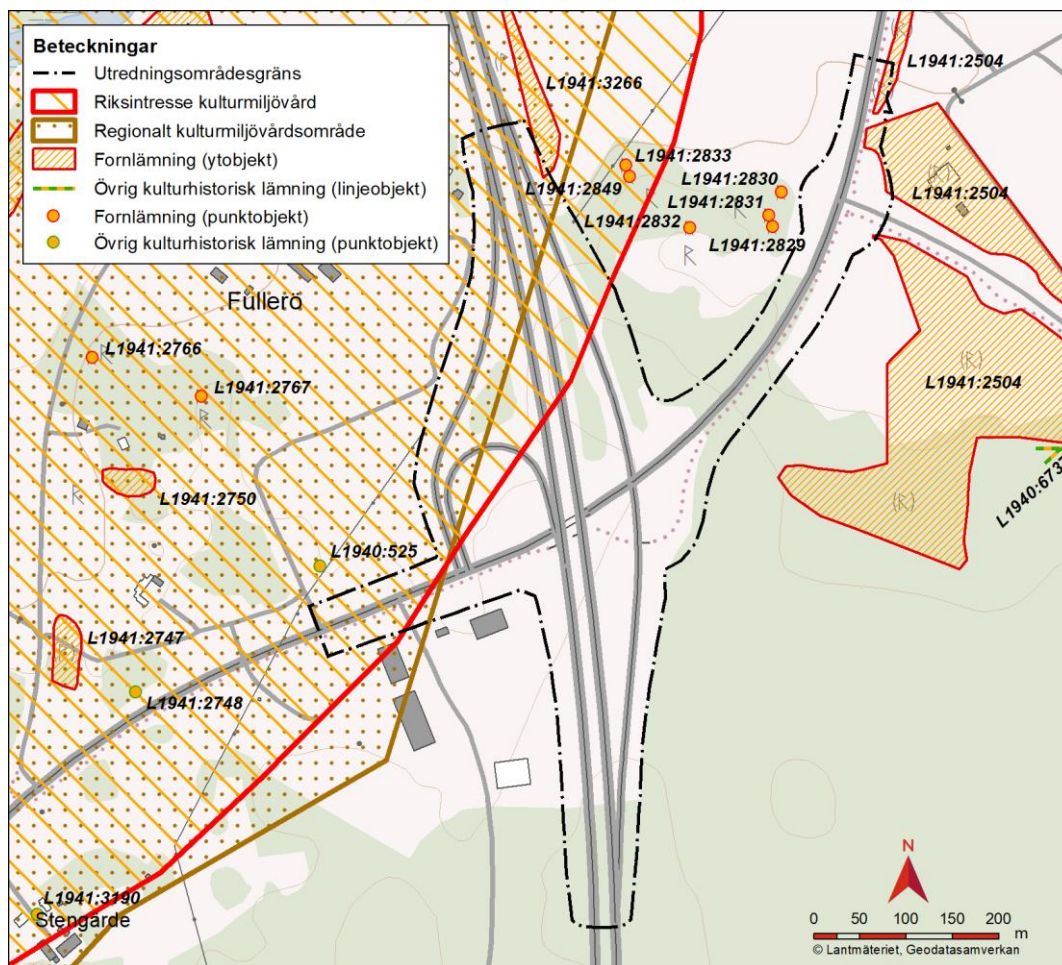 Beteckningar
Utredningsområdesgräns
Riksintresse kulturmiljövård
Regionalt kulturmiljövårdsområde
Fornlämning (ytobjekt)
Övrig kulturhistorisk lämning (linjeobjekt)
Fornlämning (punktobjekt)
Övrig kulturhistorisk lämning (punktobjekt)
(R)
L1941:2504
L1941:3266
L1941:2833
L1941:2849
L1941:2830
L1941:2831
L1941:2832
L1941:2829
R
R
R
L1941:2504
Fullerö
L1941:2766
R
L1941:2767
R
(R)
L1941:2504
L1941:2750
R
(R)
L1940:673
L1940:525
L1941:2747
(R)
L1941:2748
L1941:3190
Stengärde
N
0 50 100 150 200
m
© Lantmäteriet, Geodatasamverkan